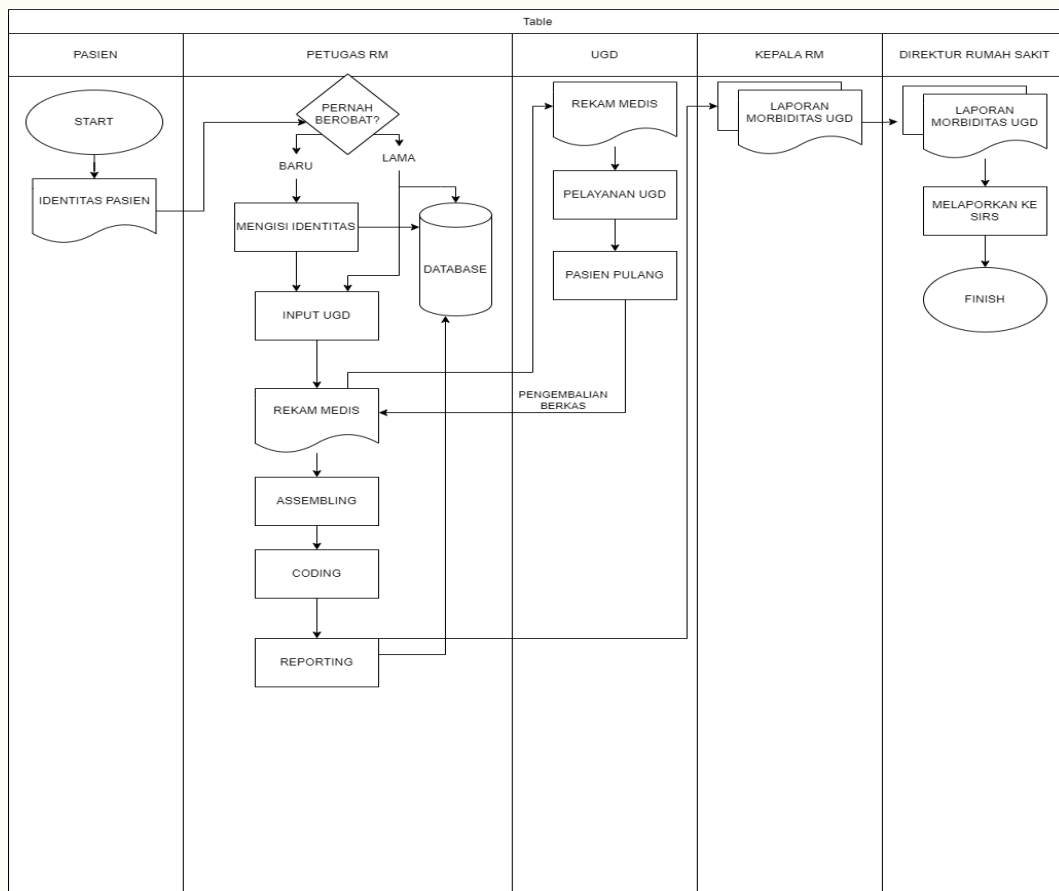 Table
PASIEN
PETUGAS RM
UGD
KEPALA RM
DIREKTUR RUMAH SAKIT
START
IDENTITAS PASIEN
PERNAH
BEROBAT?
BARU
LAMA
MENGISI IDENTITAS
DATABASE
INPUT UGD
REKAM MEDIS
ASSEMBLING
CODING
REPORTING
REKAM MEDIS
PELAYANAN UGD
PASIEN PULANG
PENGEMBALIAN
BERKAS
LAPORAN
MORBIDITAS UGD
LAPORAN
MORBIDITAS UGD
MELAPORKAN KE
SIRS
FINISH